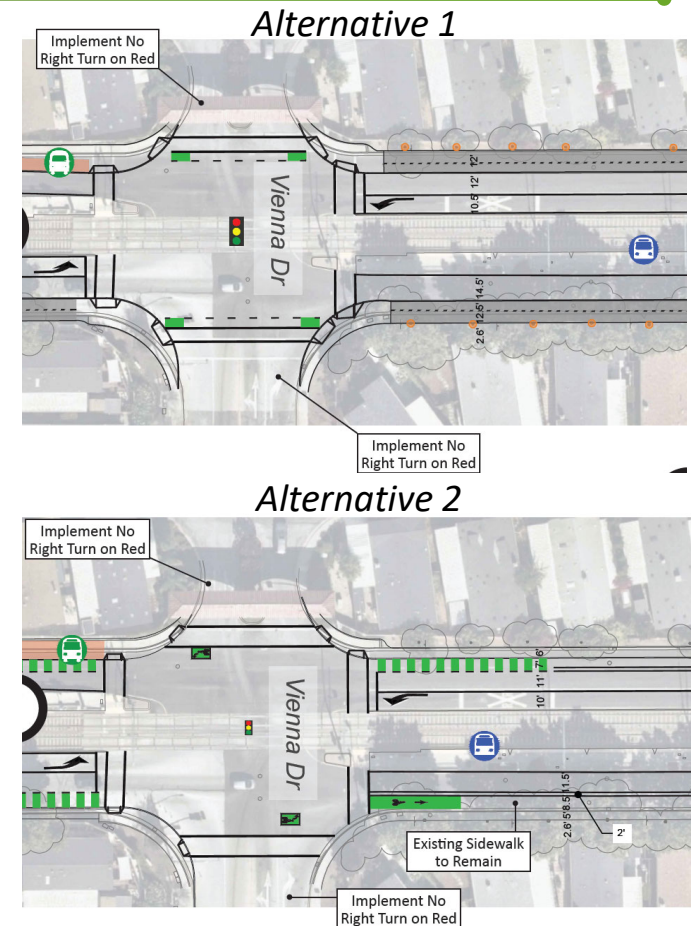 Alternative 1
Implement No
Right Turn on Red
Vienna Dr
10.5' 12' 12'
2.6' 12.5' 14.5'
Implement No
Right Turn on Red
Alternative 2
Implement No
Right Turn on Red
Vienna Dr
10' 11' 7' 6'
2.6' 5' 8.5' 11.5'
2'
Existing Sidewalk
to Remain
Implement No
Right Turn on Red